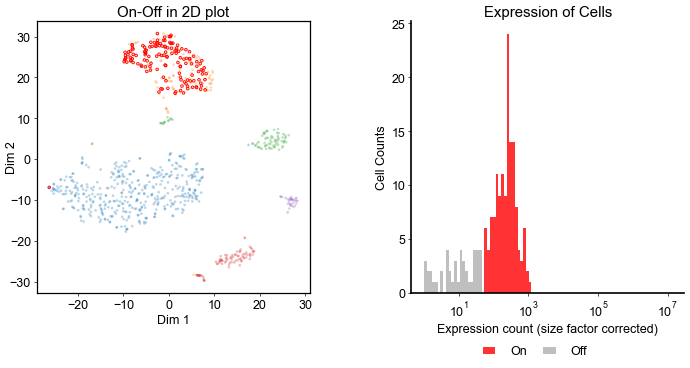 On-Off in 2D plot
30
20
10
0
−10
−20
−30
Dim 2
−20
−10
0
10
20
30
Dim 1
Expression of Cells
25
20
15
10
5
0
Cell Counts
10^1
10^3
10^5
10^7
Expression count (size factor corrected)
On
Off